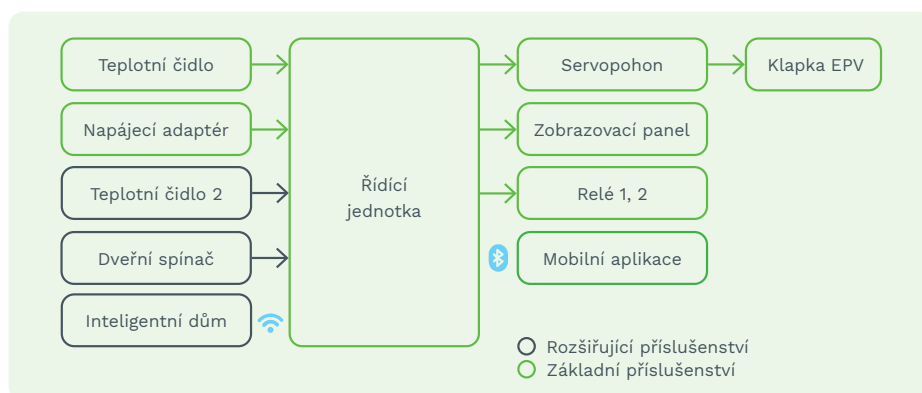 Teplotní čidlo
Napájecí adaptér
Teplotní čidlo 2
Dveřní spínač
Inteligentní dům
Řídící
jednotka
Servopohon
Klapka EPV
Zobrazovací panel
Relé 1, 2
Mobilní aplikace
Rozšiřující příslušenství
Základní příslušenství